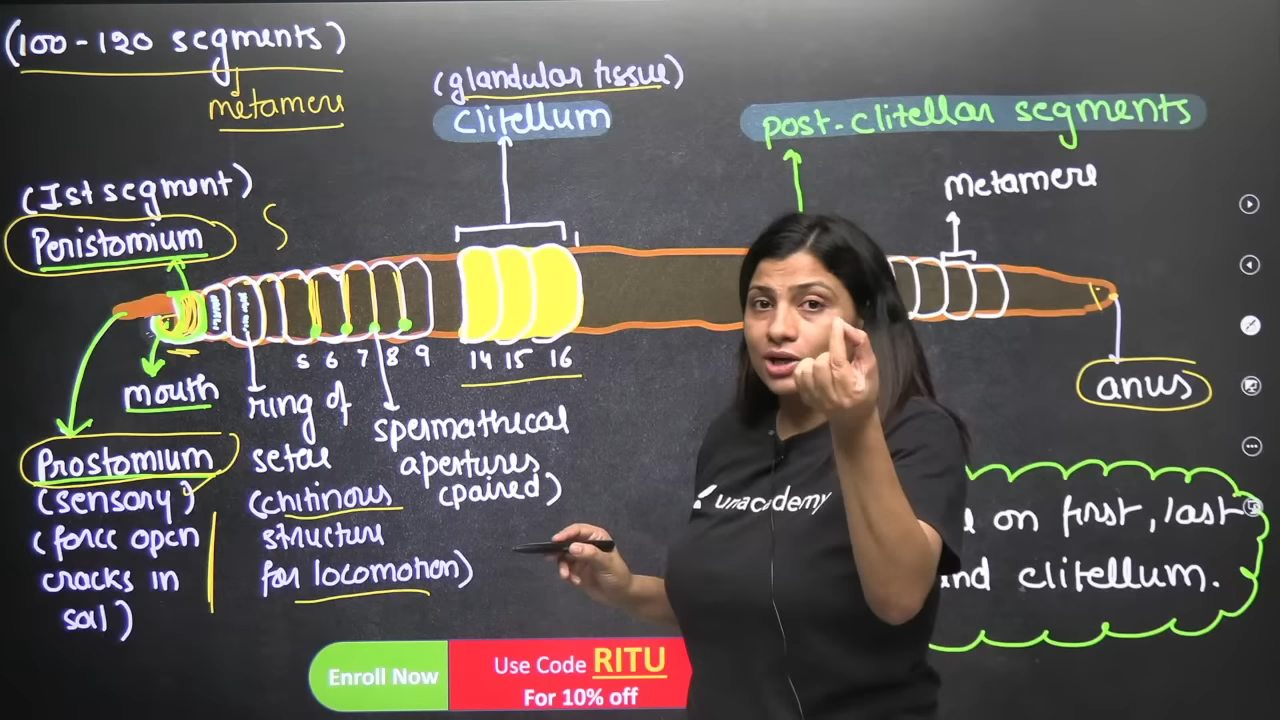 (100-120 segments)
metamere
(glandular tissue)
Clitellum
post-clitellar segments
Metamere
(Ist segment)
Peristomium
S
5 6 7 8 9
14 15 16
mouth
ring of
setae
(chitinous
structure
for locomotion)
spermathecal
apertures
(paired)
anus
Prostomium
(sensory)
(force open
cracks in
soil)
unacademy
on first, last
clitellum.
Enroll Now
Use Code RITU
For 10% off